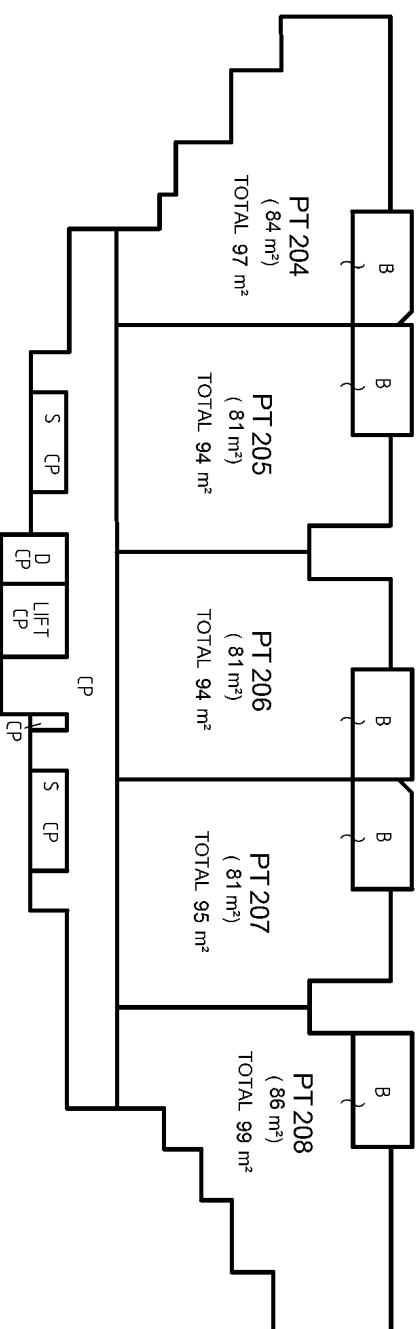 B
PT 204
( 84 m²)
TOTAL 97 m²
B
PT 205
( 81 m²)
TOTAL 94 m²
B
PT 206
( 81 m²)
TOTAL 94 m²
B
PT 207
( 81 m²)
TOTAL 95 m²
B
PT 208
( 86 m²)
TOTAL 99 m²
S CP
D
CP
LIFT
CP
CP
CP
S CP